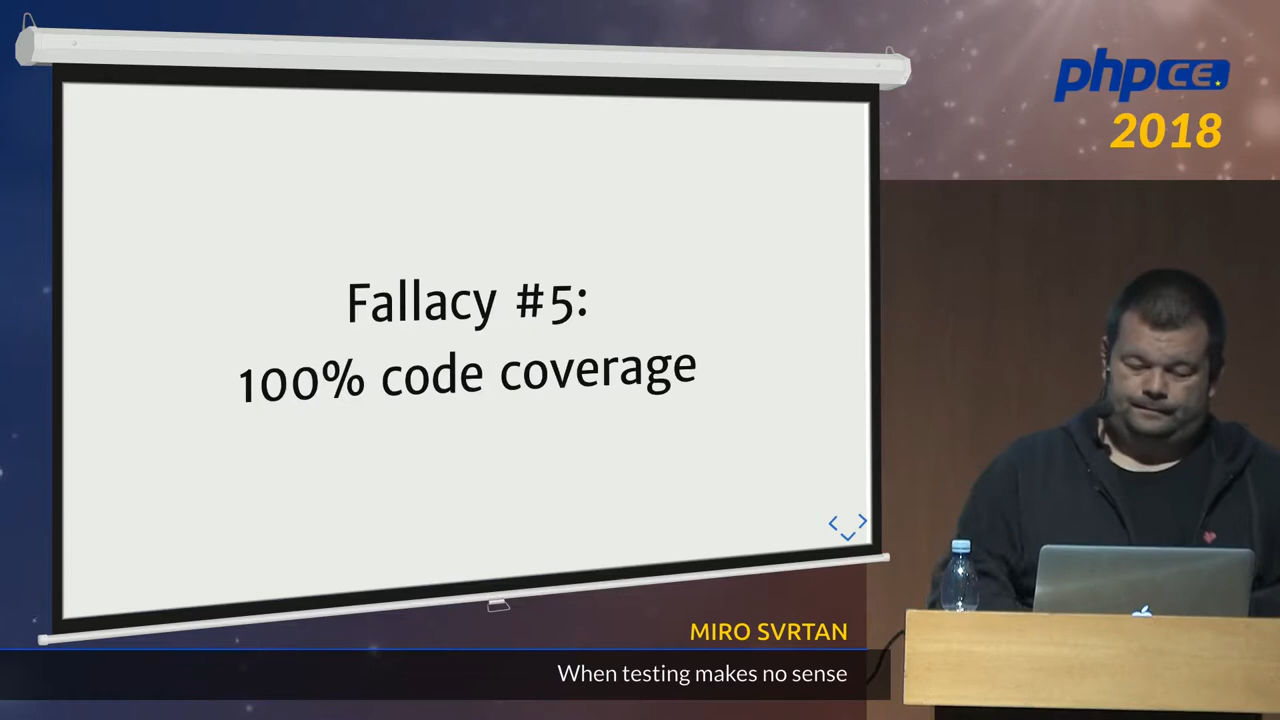 Fallacy #5:
100% code coverage
phpCE
2018
MIRO SVRTAN
When testing makes no sense